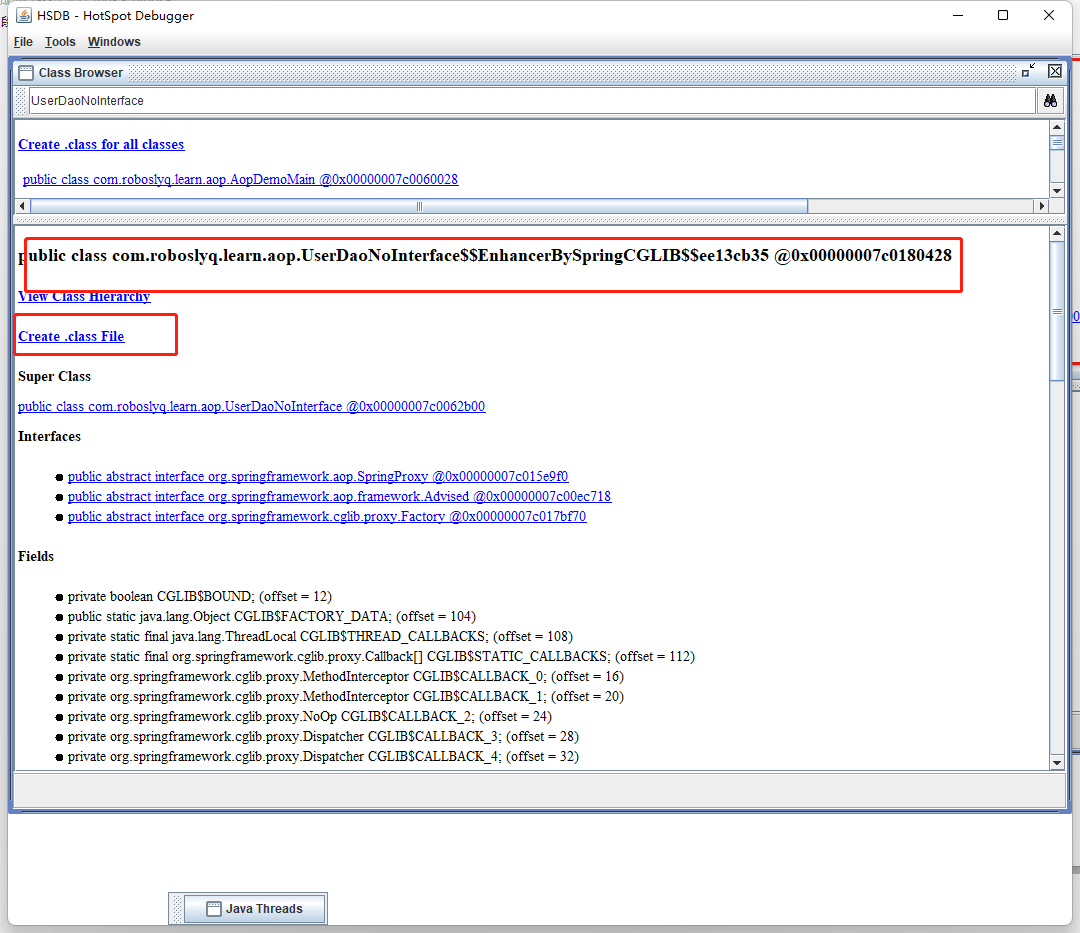 HSDB - HotSpot Debugger
File Tools Windows
Class Browser
UserDaoNoInterface
Create .class for all classes
public class com.roboslyq.learn.aop.AopDemoMain @0x00000007c0060028
public class com.roboslyq.learn.aop.UserDaoNoInterface$$EnhancerBySpringCGLIB$$ee13cb35 @0x00000007c0180428
View Class Hierarchy
Create .class File
Super Class
public class com.roboslyq.learn.aop.UserDaoNoInterface @0x00000007c0062b00
Interfaces
public abstract interface org.springframework.aop.SpringProxy @0x00000007c015e9f0
public abstract interface org.springframework.aop.framework.Advised @0x00000007c00ec718
public abstract interface org.springframework.cglib.proxy.Factory @0x00000007c017bf70
Fields
private boolean CGLIB$BOUND; (offset = 12)
public static java.lang.Object CGLIB$FACTORY_DATA; (offset = 104)
private static final java.lang.ThreadLocal CGLIB$THREAD_CALLBACKS; (offset = 108)
private static final org.springframework.cglib.proxy.Callback[] CGLIB$STATIC_CALLBACKS; (offset = 112)
private org.springframework.cglib.proxy.MethodInterceptor CGLIB$CALLBACK_0; (offset = 16)
private org.springframework.cglib.proxy.MethodInterceptor CGLIB$CALLBACK_1; (offset = 20)
private org.springframework.cglib.proxy.NoOp CGLIB$CALLBACK_2; (offset = 24)
private org.springframework.cglib.proxy.Dispatcher CGLIB$CALLBACK_3; (offset = 28)
private org.springframework.cglib.proxy.Dispatcher CGLIB$CALLBACK_4; (offset = 32)
Java Threads